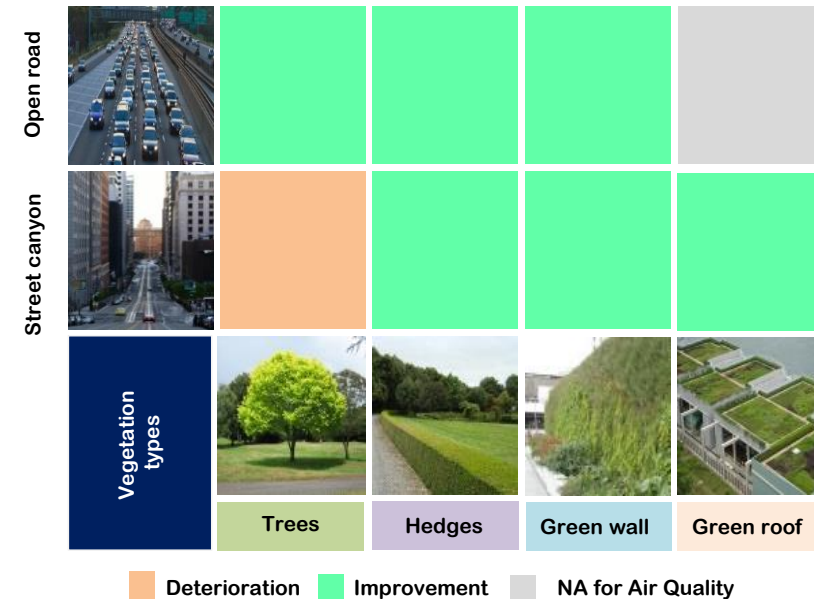 Open road
Street canyon
Vegetation
types
Trees
Hedges
Green wall
Green roof
Deterioration
Improvement
NA for Air Quality